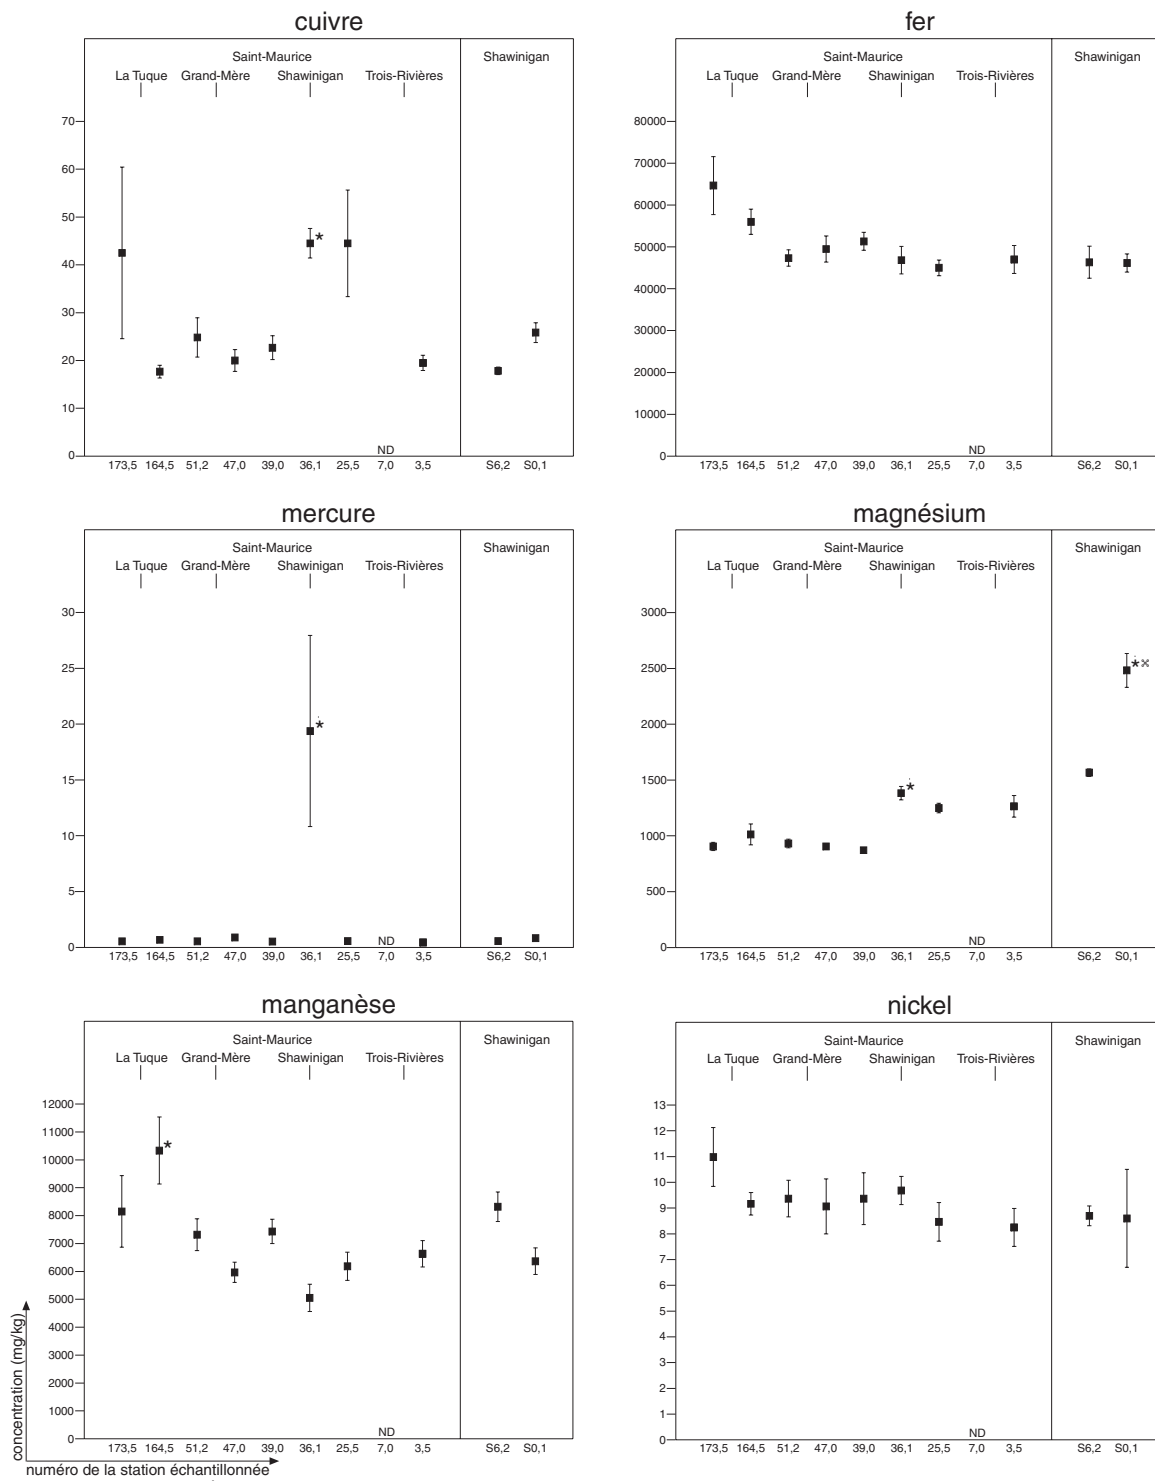 cuivre
Saint-Maurice Shawinigan
La Tuque Grand-Mère Shawinigan Trois-Rivières
70
60
50
40
30
20
10
0
*
ND
173,5 164,5 51,2 47,0 39,0 36,1 25,5 7,0 3,5 S6,2 S0,1
fer
Saint-Maurice Shawinigan
La Tuque Grand-Mère Shawinigan Trois-Rivières
80000
70000
60000
50000
40000
30000
20000
10000
0
ND
173,5 164,5 51,2 47,0 39,0 36,1 25,5 7,0 3,5 S6,2 S0,1
mercure
Saint-Maurice Shawinigan
La Tuque Grand-Mère Shawinigan Trois-Rivières
30
25
20
15
10
5
0
*
ND
173,5 164,5 51,2 47,0 39,0 36,1 25,5 7,0 3,5 S6,2 S0,1
magnésium
Saint-Maurice Shawinigan
La Tuque Grand-Mère Shawinigan Trois-Rivières
3000
2500
2000
1500
1000
500
0
*
*
ND
173,5 164,5 51,2 47,0 39,0 36,1 25,5 7,0 3,5 S6,2 S0,1
manganèse
Saint-Maurice Shawinigan
La Tuque Grand-Mère Shawinigan Trois-Rivières
12000
11000
10000
9000
8000
7000
6000
5000
4000
3000
2000
1000
0
*
ND
173,5 164,5 51,2 47,0 39,0 36,1 25,5 7,0 3,5 S6,2 S0,1
nickel
Saint-Maurice Shawinigan
La Tuque Grand-Mère Shawinigan Trois-Rivières
13
12
11
10
9
8
7
6
5
4
3
2
1
0
ND
173,5 164,5 51,2 47,0 39,0 36,1 25,5 7,0 3,5 S6,2 S0,1
concentration (mg/kg)
numéro de la station échantillonnée